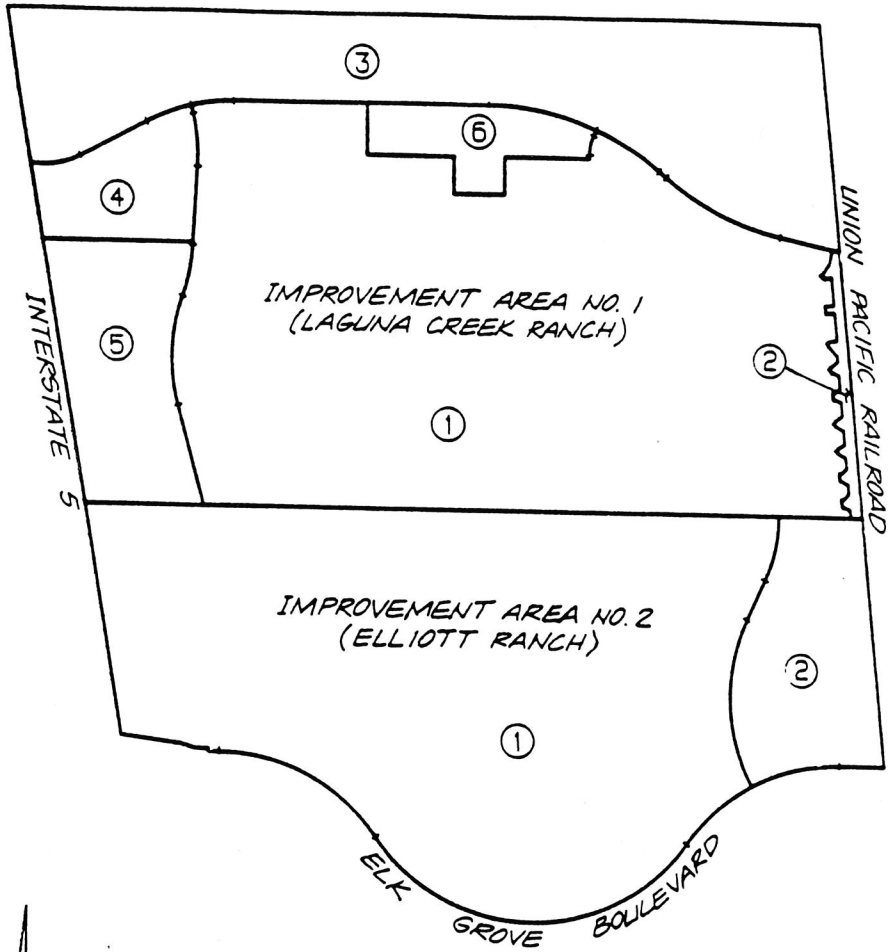 3
6
4
UNION PACIFIC RAILROAD
IMPROVEMENT AREA NO. 1
(LAGUNA CREEK RANCH)
INTERSTATE 5
5
2
1
IMPROVEMENT AREA NO. 2
(ELLIOTT RANCH)
2
1
ELK GROVE BOULEVARD